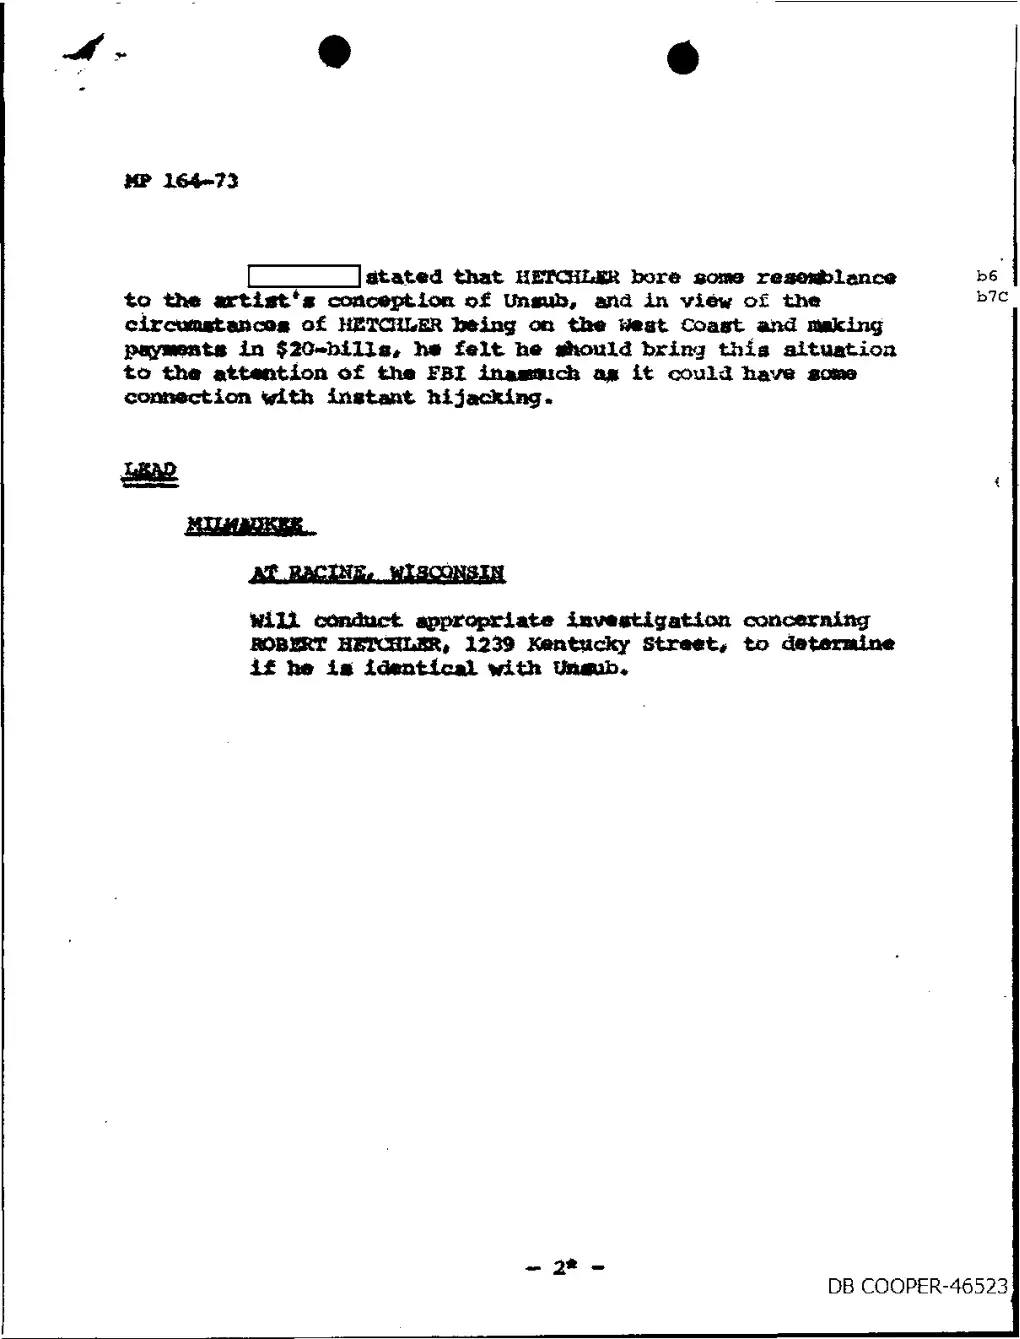 MP 164-73
stated that HETCHLER bore some resemblance
b6
to the artist's conception of Unsub, and in view of the
b7C
circumstances of HETCHLER being on the West Coast and making
payments in $20-bills, he felt he should bring this situation
to the attention of the FBI inasmuch as it could have some
connection with instant hijacking.
LEAD
MILWAUKEE
AT RACINE, WISCONSIN
Will conduct appropriate investigation concerning
ROBERT HETCHLER, 1239 Kentucky Street, to determine
if he is identical with Unsub.
- 2* -
DB COOPER-46523